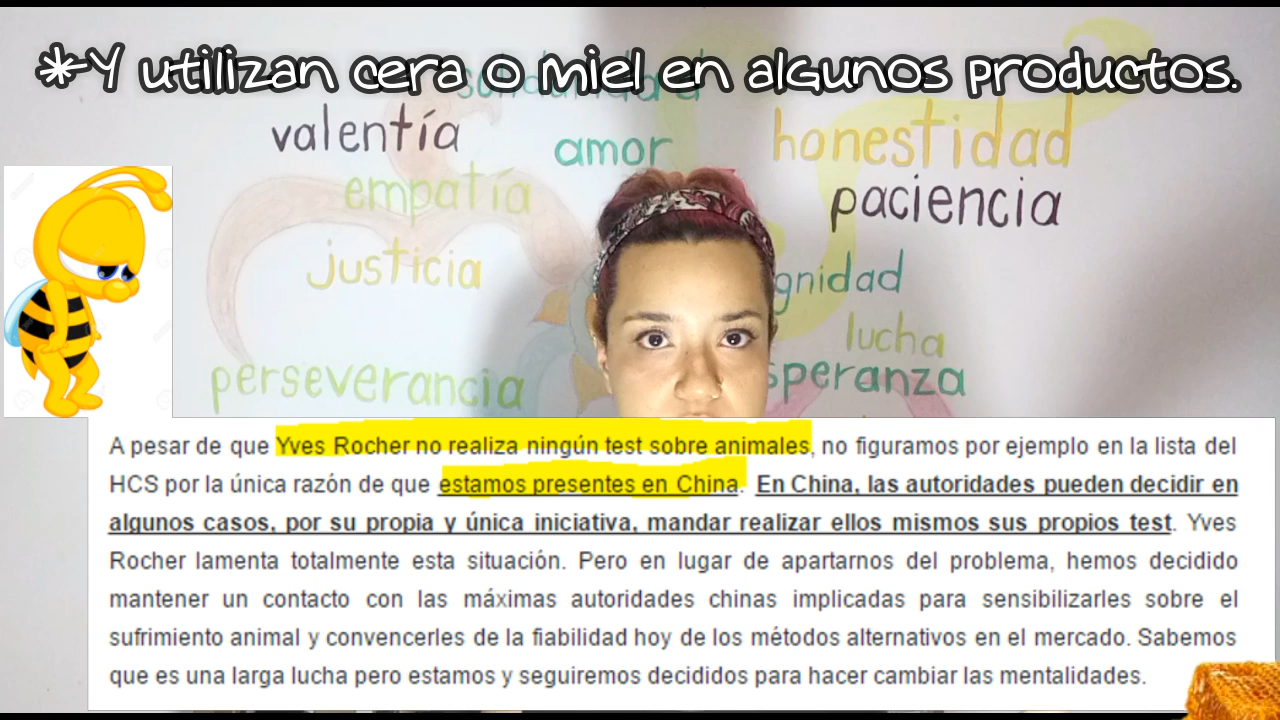 *Y utilizan cera o miel en algunos productos.
solidaridad
valentía
amor
honestidad
empatía
paciencia
justicia
gnidad
lucha
perseverancia
speranza
A pesar de que Yves Rocher no realiza ningún test sobre animales, no figuramos por ejemplo en la lista del
HCS por la única razón de que estamos presentes en China. En China, las autoridades pueden decidir en
algunos casos, por su propia y única iniciativa, mandar realizar ellos mismos sus propios test. Yves
Rocher lamenta totalmente esta situación. Pero en lugar de apartarnos del problema, hemos decidido
mantener un contacto con las máximas autoridades chinas implicadas para sensibilizarles sobre el
sufrimiento animal y convencerles de la fiabilidad hoy de los métodos alternativos en el mercado. Sabemos
que es una larga lucha pero estamos y seguiremos decididos para hacer cambiar las mentalidades.